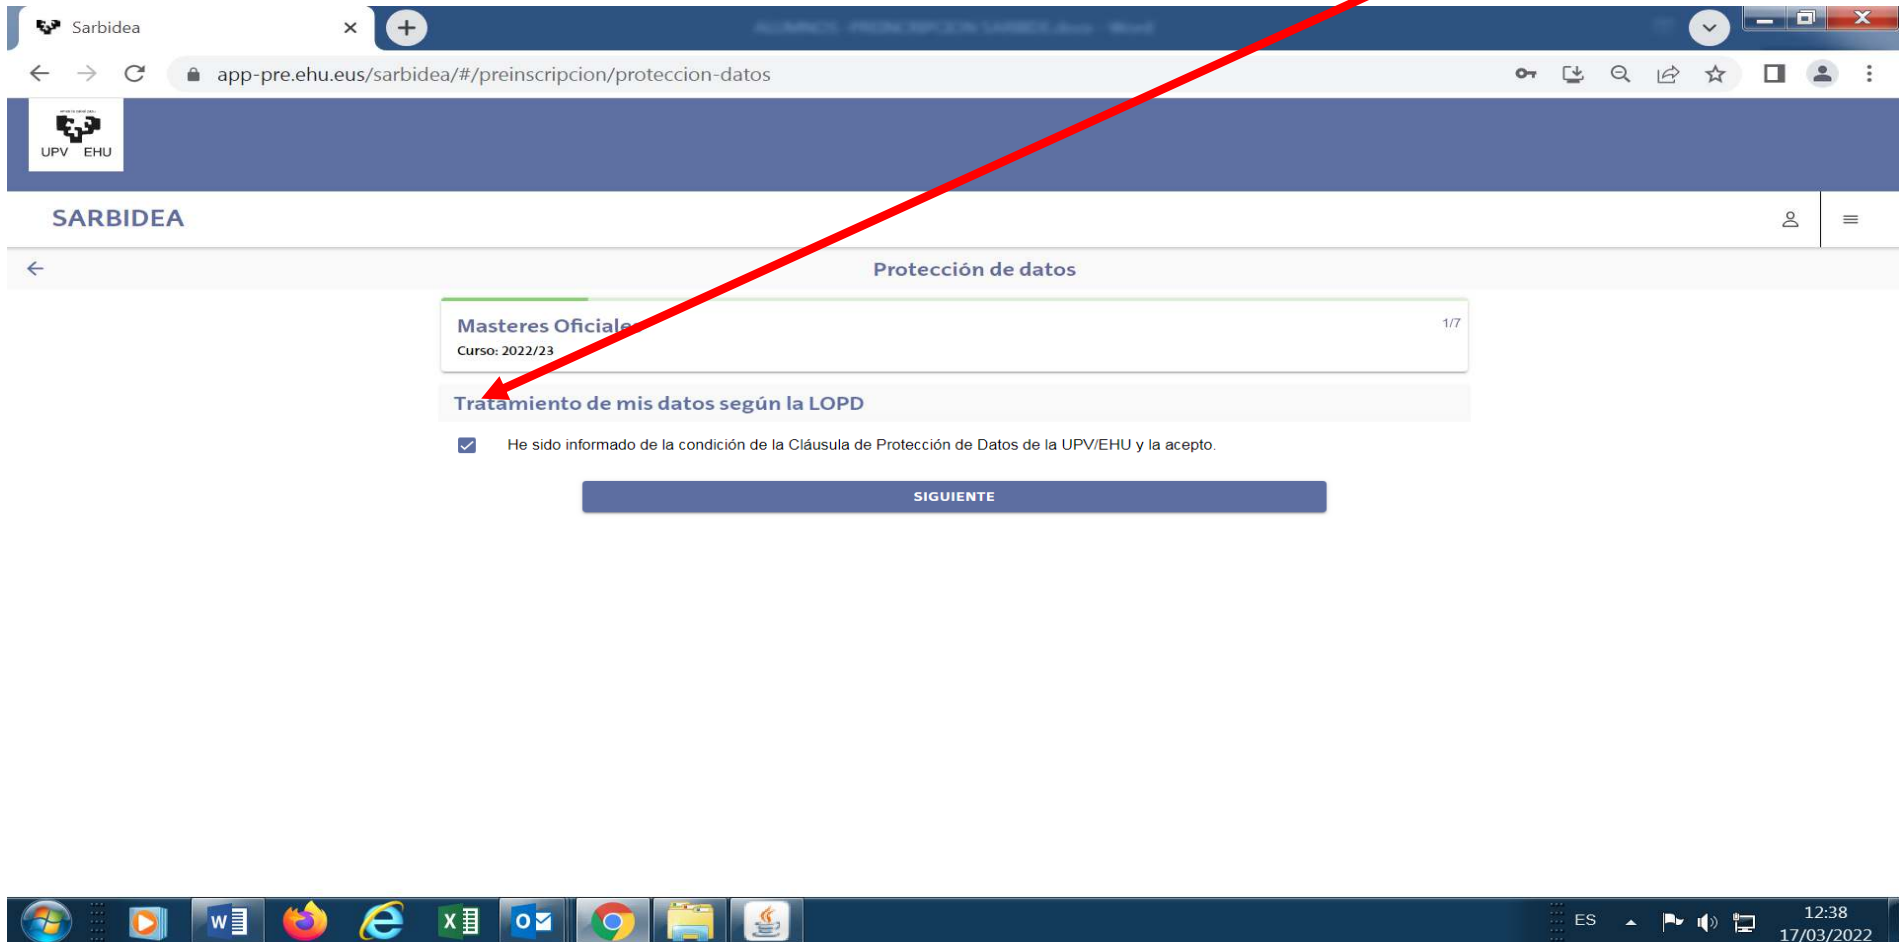 Sarbidea
app-pre.ehu.eus/sarbidea/#/preinscripcion/proteccion-datos
UPV EHU
SARBIDEA
Protección de datos
Masteres Oficiales
1/7
Curso: 2022/23
Tratamiento de mis datos según la LOPD
He sido informado de la condición de la Cláusula de Protección de Datos de la UPV/EHU y la acepto.
SIGUIENTE
ES
12:38
17/03/2022